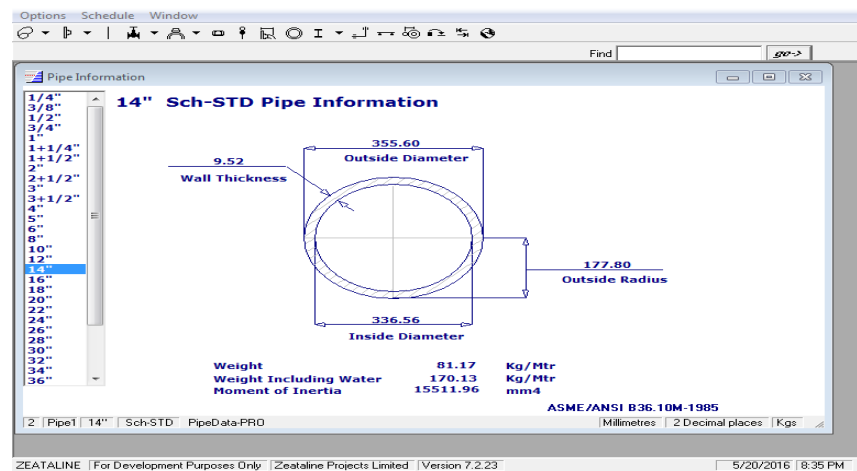 Options Schedule Window
Find go->
Pipe Information
1/4"
3/8"
1/2"
3/4"
1"
1+1/4"
1+1/2"
2"
2+1/2"
3"
3+1/2"
4"
5"
6"
8"
10"
12"
14"
16"
18"
20"
22"
24"
26"
28"
30"
32"
34"
36"
14" Sch-STD Pipe Information
355.60
Outside Diameter
9.52
Wall Thickness
177.80
Outside Radius
336.56
Inside Diameter
Weight 81.17 Kg/Mtr
Weight Including Water 170.13 Kg/Mtr
Moment of Inertia 15511.96 mm4
ASME/ANSI B36.10M-1985
2 Pipe1 14" Sch-STD PipeData-PRO Millimetres 2 Decimal places Kgs
ZEATALINE For Development Purposes Only Zeataline Projects Limited Version 7.2.23 5/20/2016 8:35 PM